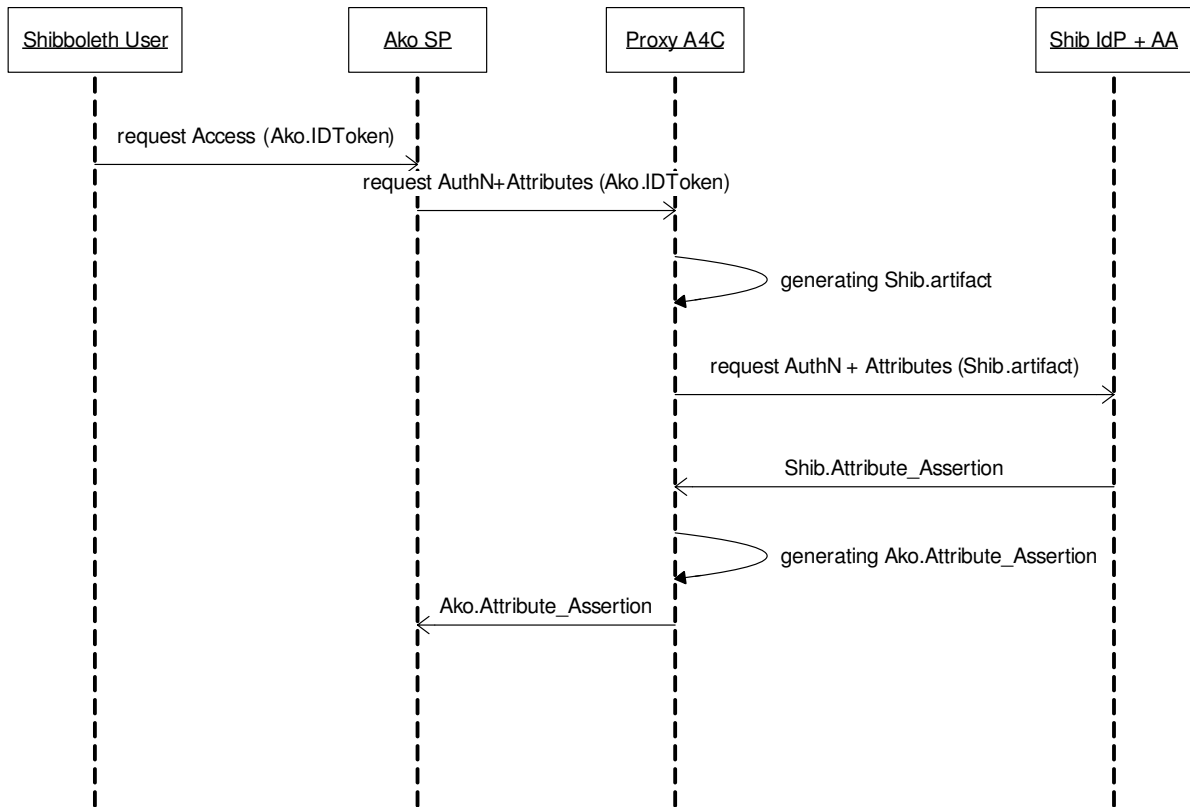 Shibboleth User
Ako SP
Proxy A4C
Shib IdP + AA
request Access (Ako.IDToken)
request AuthN+Attributes (Ako.IDToken)
generating Shib.artifact
request AuthN + Attributes (Shib.artifact)
Shib.Attribute_Assertion
generating Ako.Attribute_Assertion
Ako.Attribute_Assertion